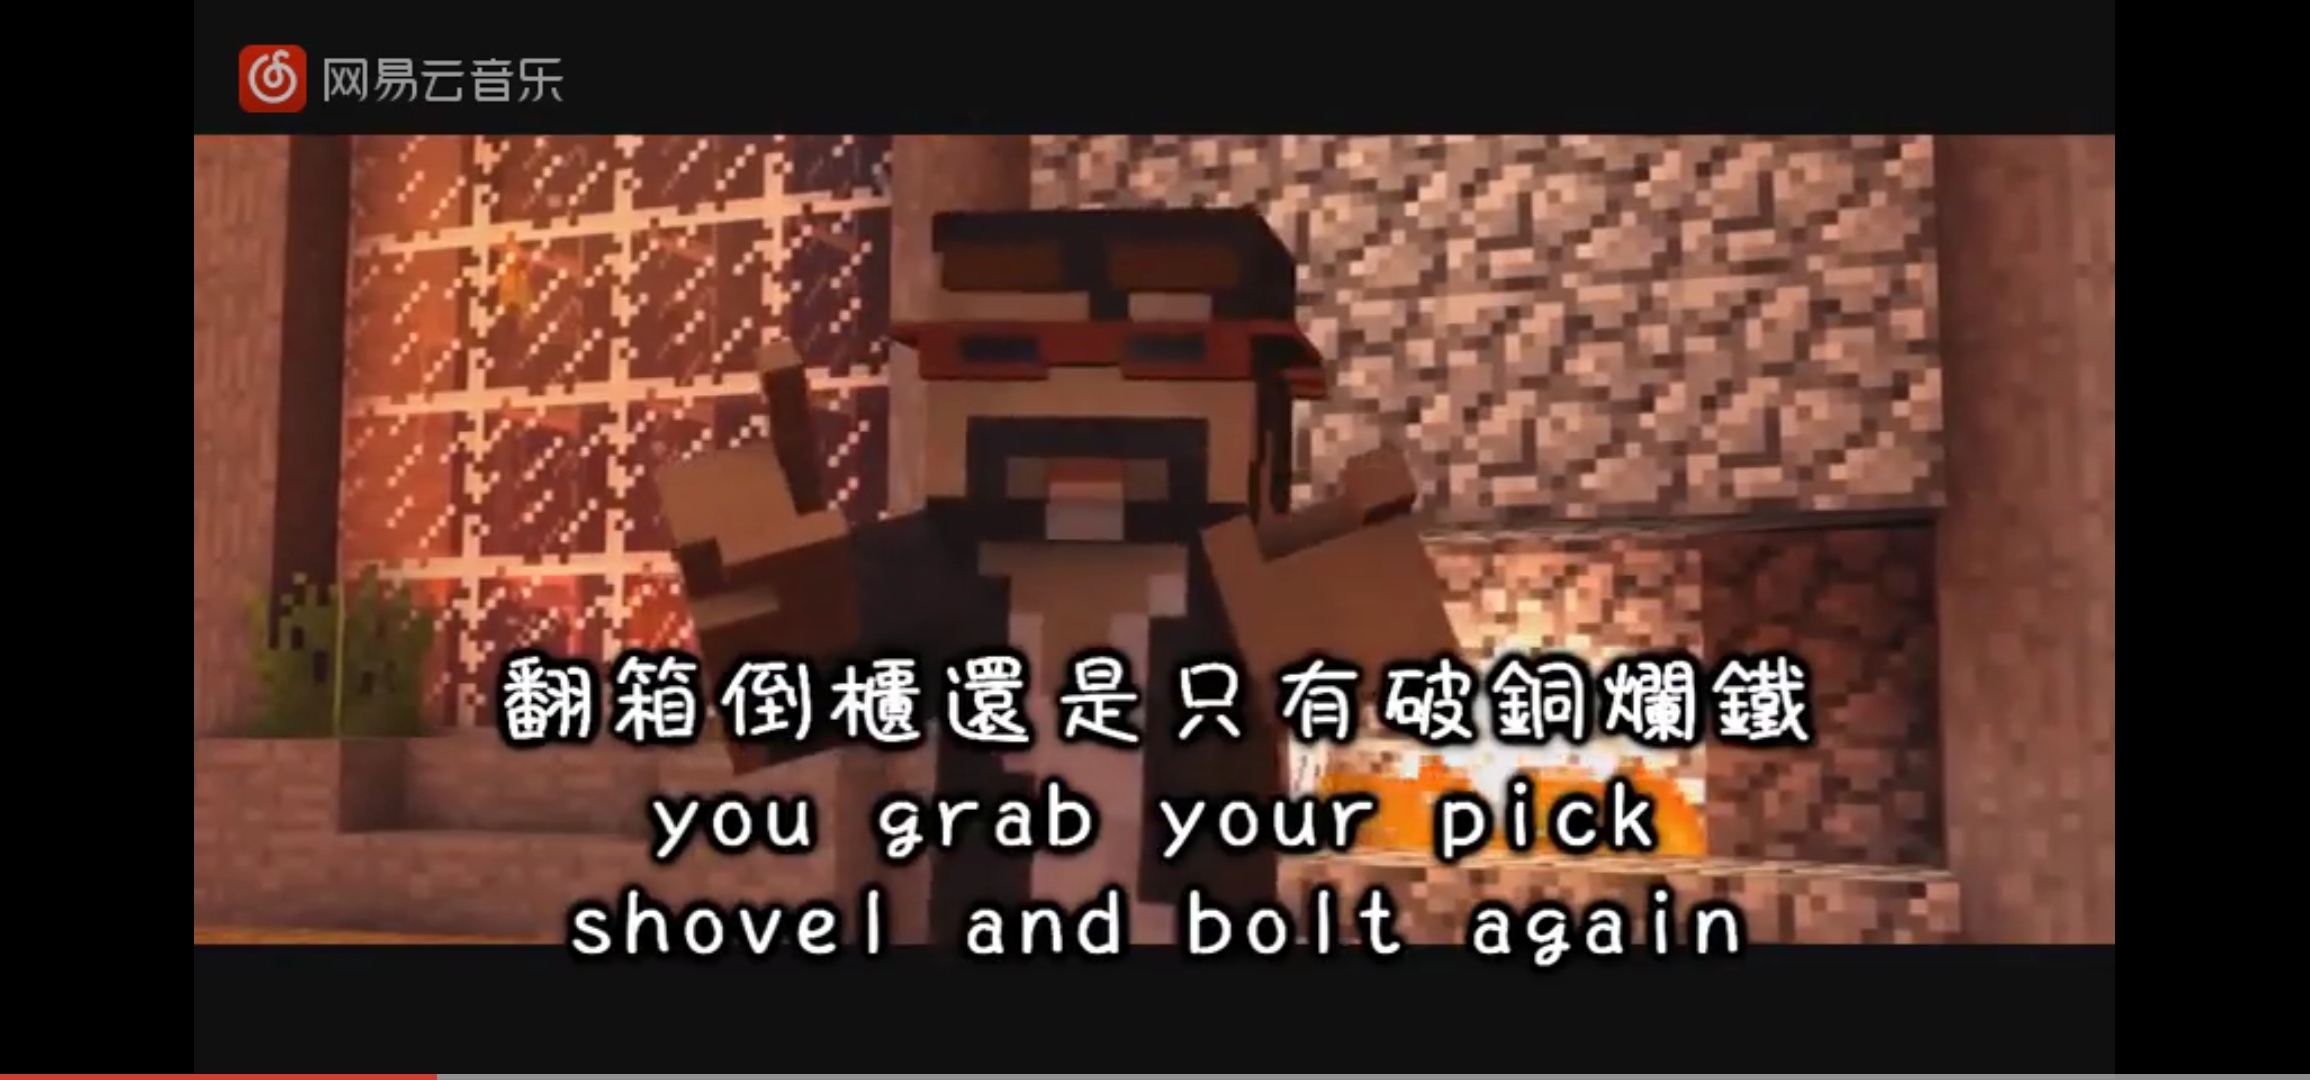 网易云音乐
翻箱倒櫃還是只有破銅爛鐵
you grab your pick
shovel and bolt again